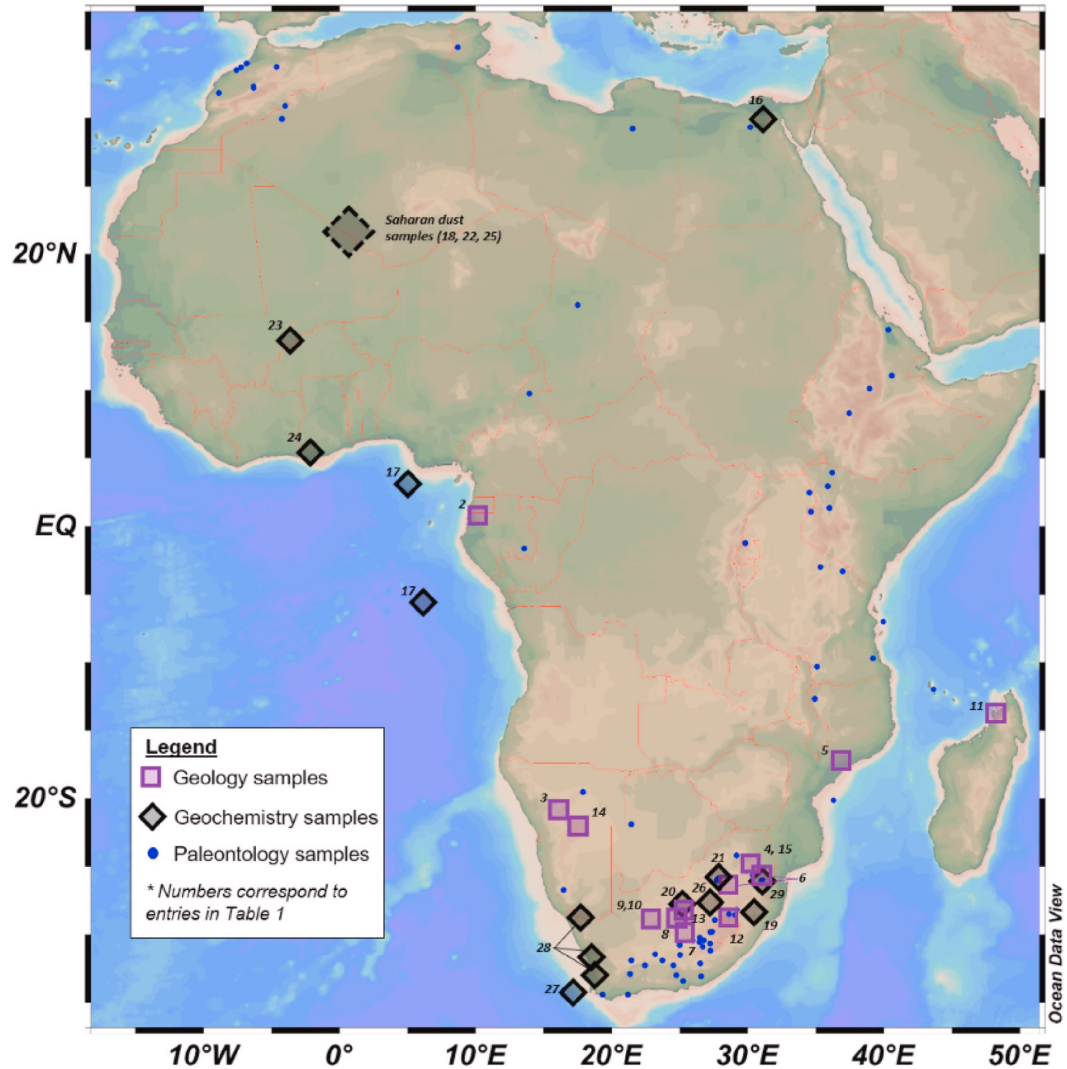 16
Saharan dust
samples (18, 22, 25)
20°N
23
24
17
2
EQ
17
11
5
Legend
Geology samples
Geochemistry samples
Paleontology samples
* Numbers correspond to
entries in Table 1
20°S
3
14
4, 15
21
6
26
20
29
9,10
13
19
8
12
7
28
27
Ocean Data View
10°W 0° 10°E 20°E 30°E 40°E 50°E